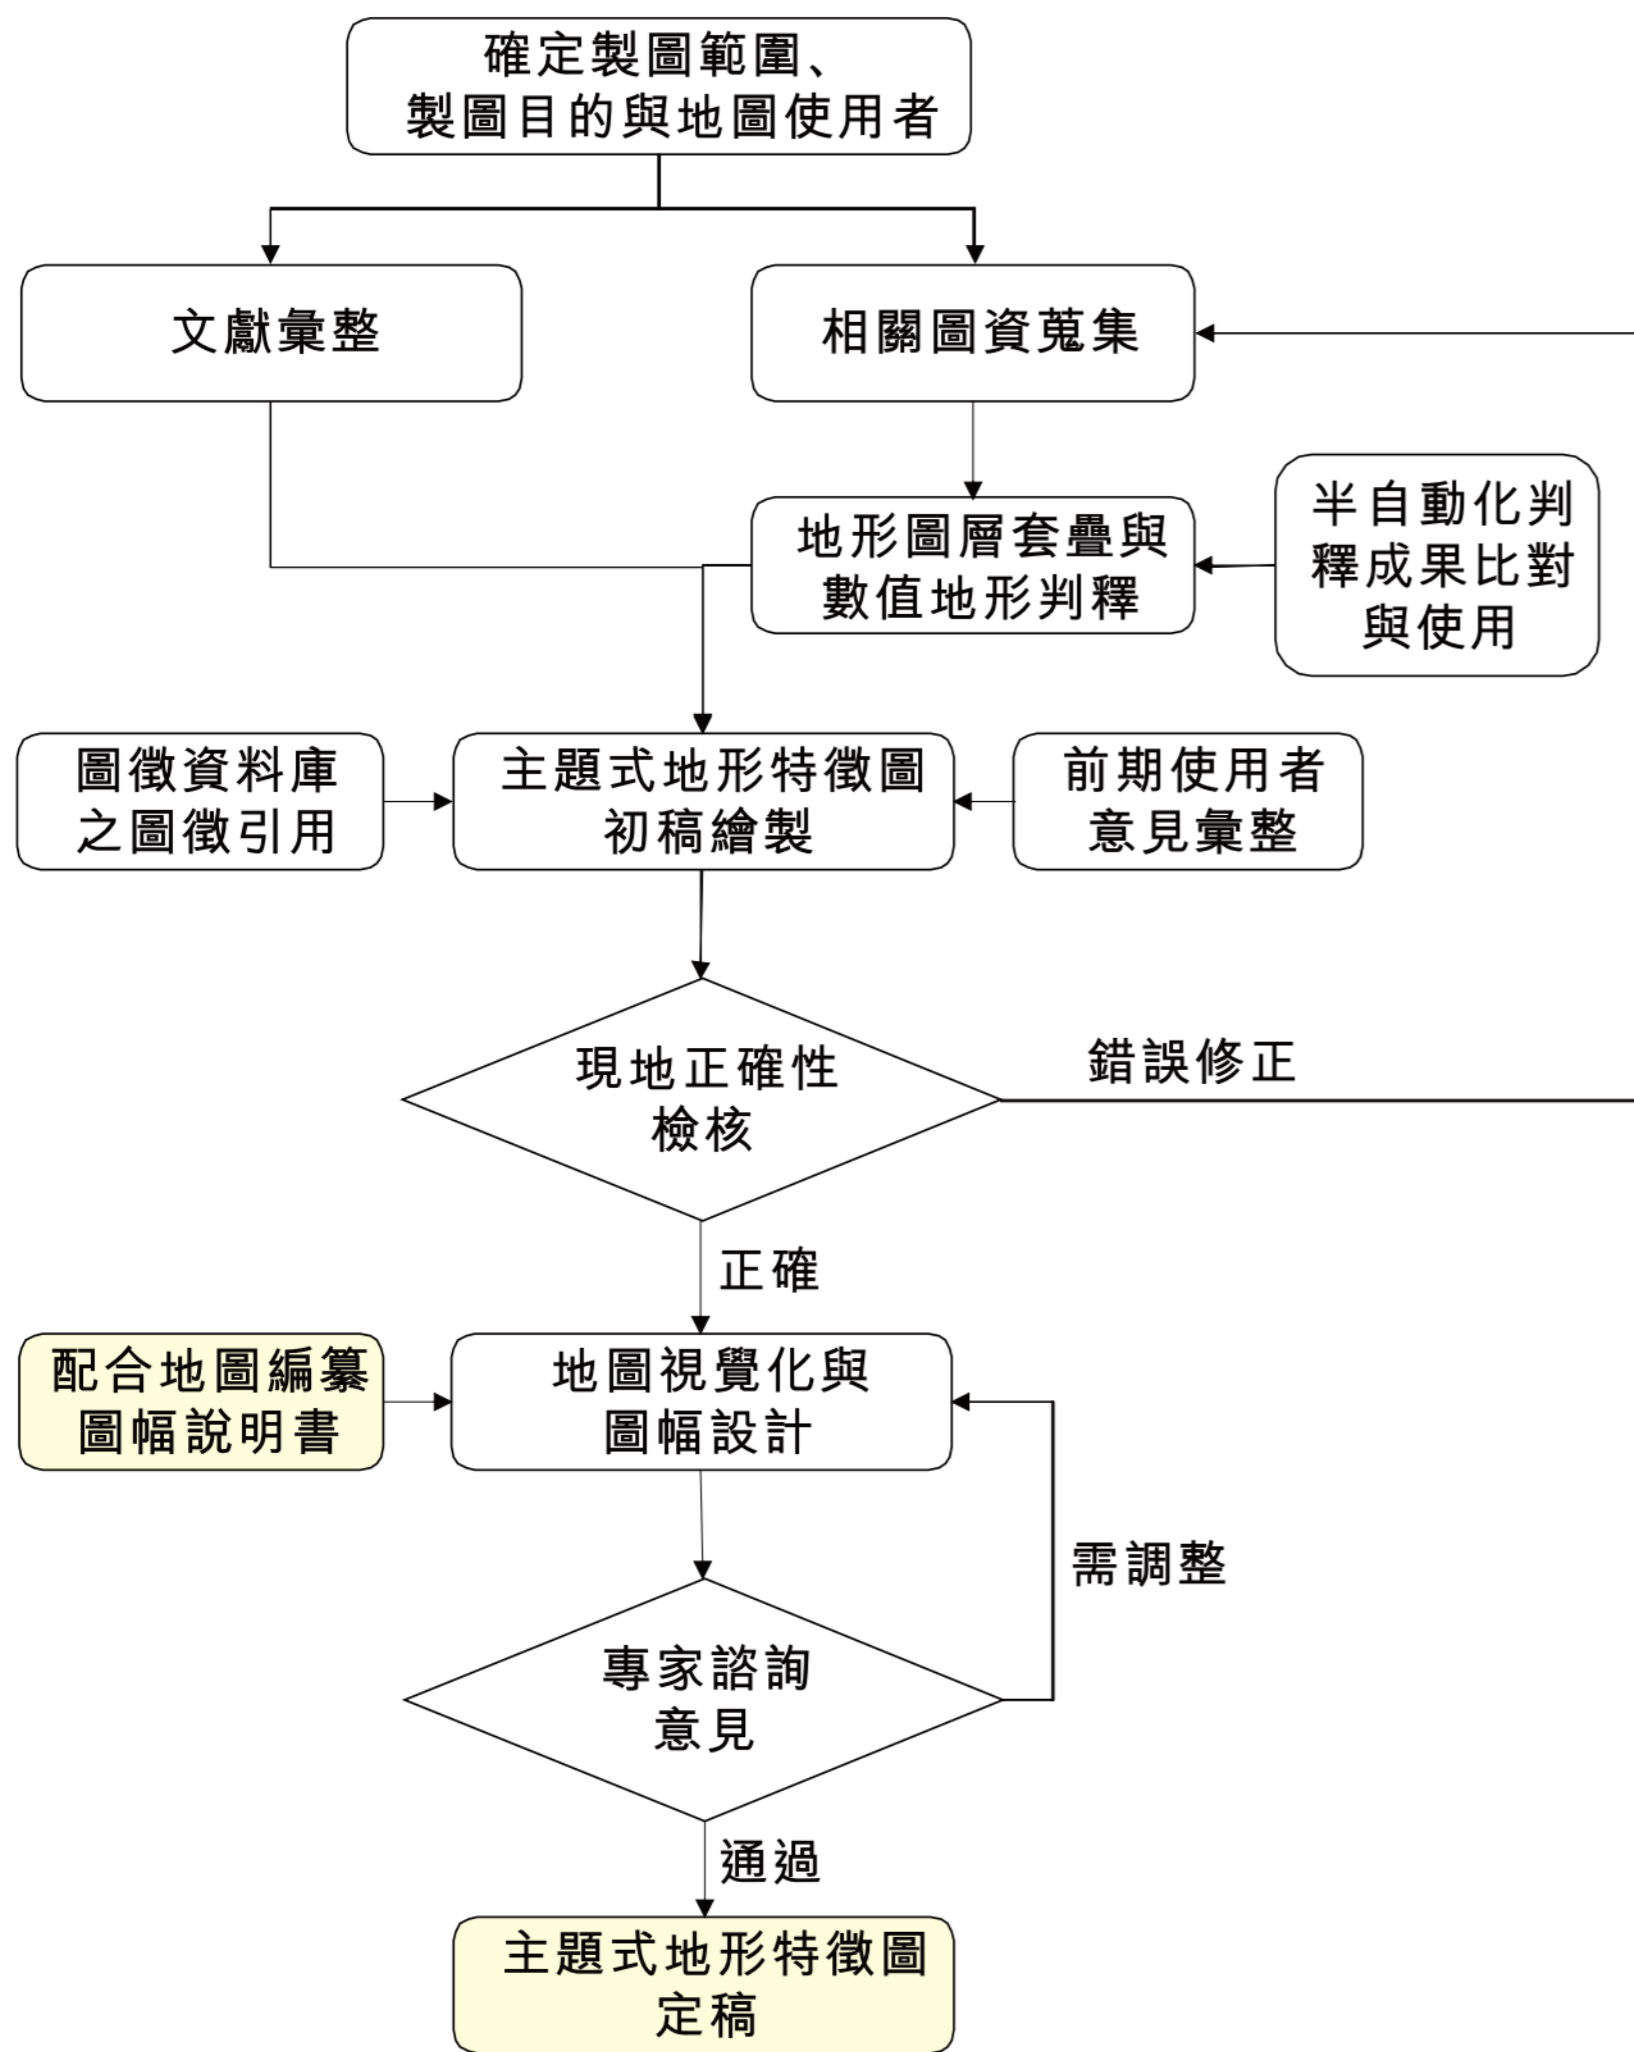 確定製圖範圍、
製圖目的與地圖使用者
文獻彙整
相關圖資蒐集
地形圖層套疊與
數值地形判釋
半自動化判
釋成果比對
與使用
圖徵資料庫
之圖徵引用
主題式地形特徵圖
初稿繪製
前期使用者
意見彙整
現地正確性
檢核
錯誤修正
正確
配合地圖編纂
圖幅說明書
地圖視覺化與
圖幅設計
需調整
專家諮詢
意見
通過
主題式地形特徵圖
定稿